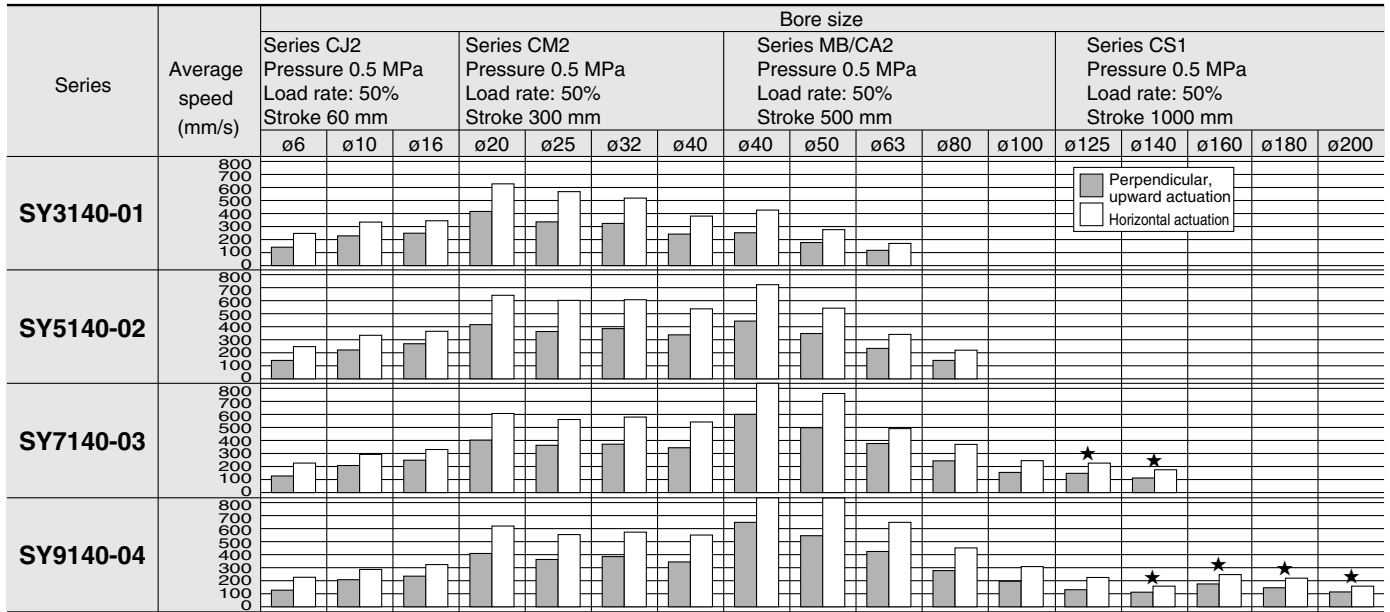 Bore size
Series
Average
speed
(mm/s)
Series CJ2
Pressure 0.5 MPa
Load rate: 50%
Stroke 60 mm
Series CM2
Pressure 0.5 MPa
Load rate: 50%
Stroke 300 mm
Series MB/CA2
Pressure 0.5 MPa
Load rate: 50%
Stroke 500 mm
Series CS1
Pressure 0.5 MPa
Load rate: 50%
Stroke 1000 mm
ø6 ø10 ø16 ø20 ø25 ø32 ø40 ø40 ø50 ø63 ø80 ø100 ø125 ø140 ø160 ø180 ø200
SY3140-01
800
700
600
500
400
300
200
100
0
Perpendicular,
upward actuation
Horizontal actuation
SY5140-02
800
700
600
500
400
300
200
100
0
SY7140-03
800
700
600
500
400
300
200
100
0
★ ★
SY9140-04
800
700
600
500
400
300
200
100
0
★ ★ ★ ★